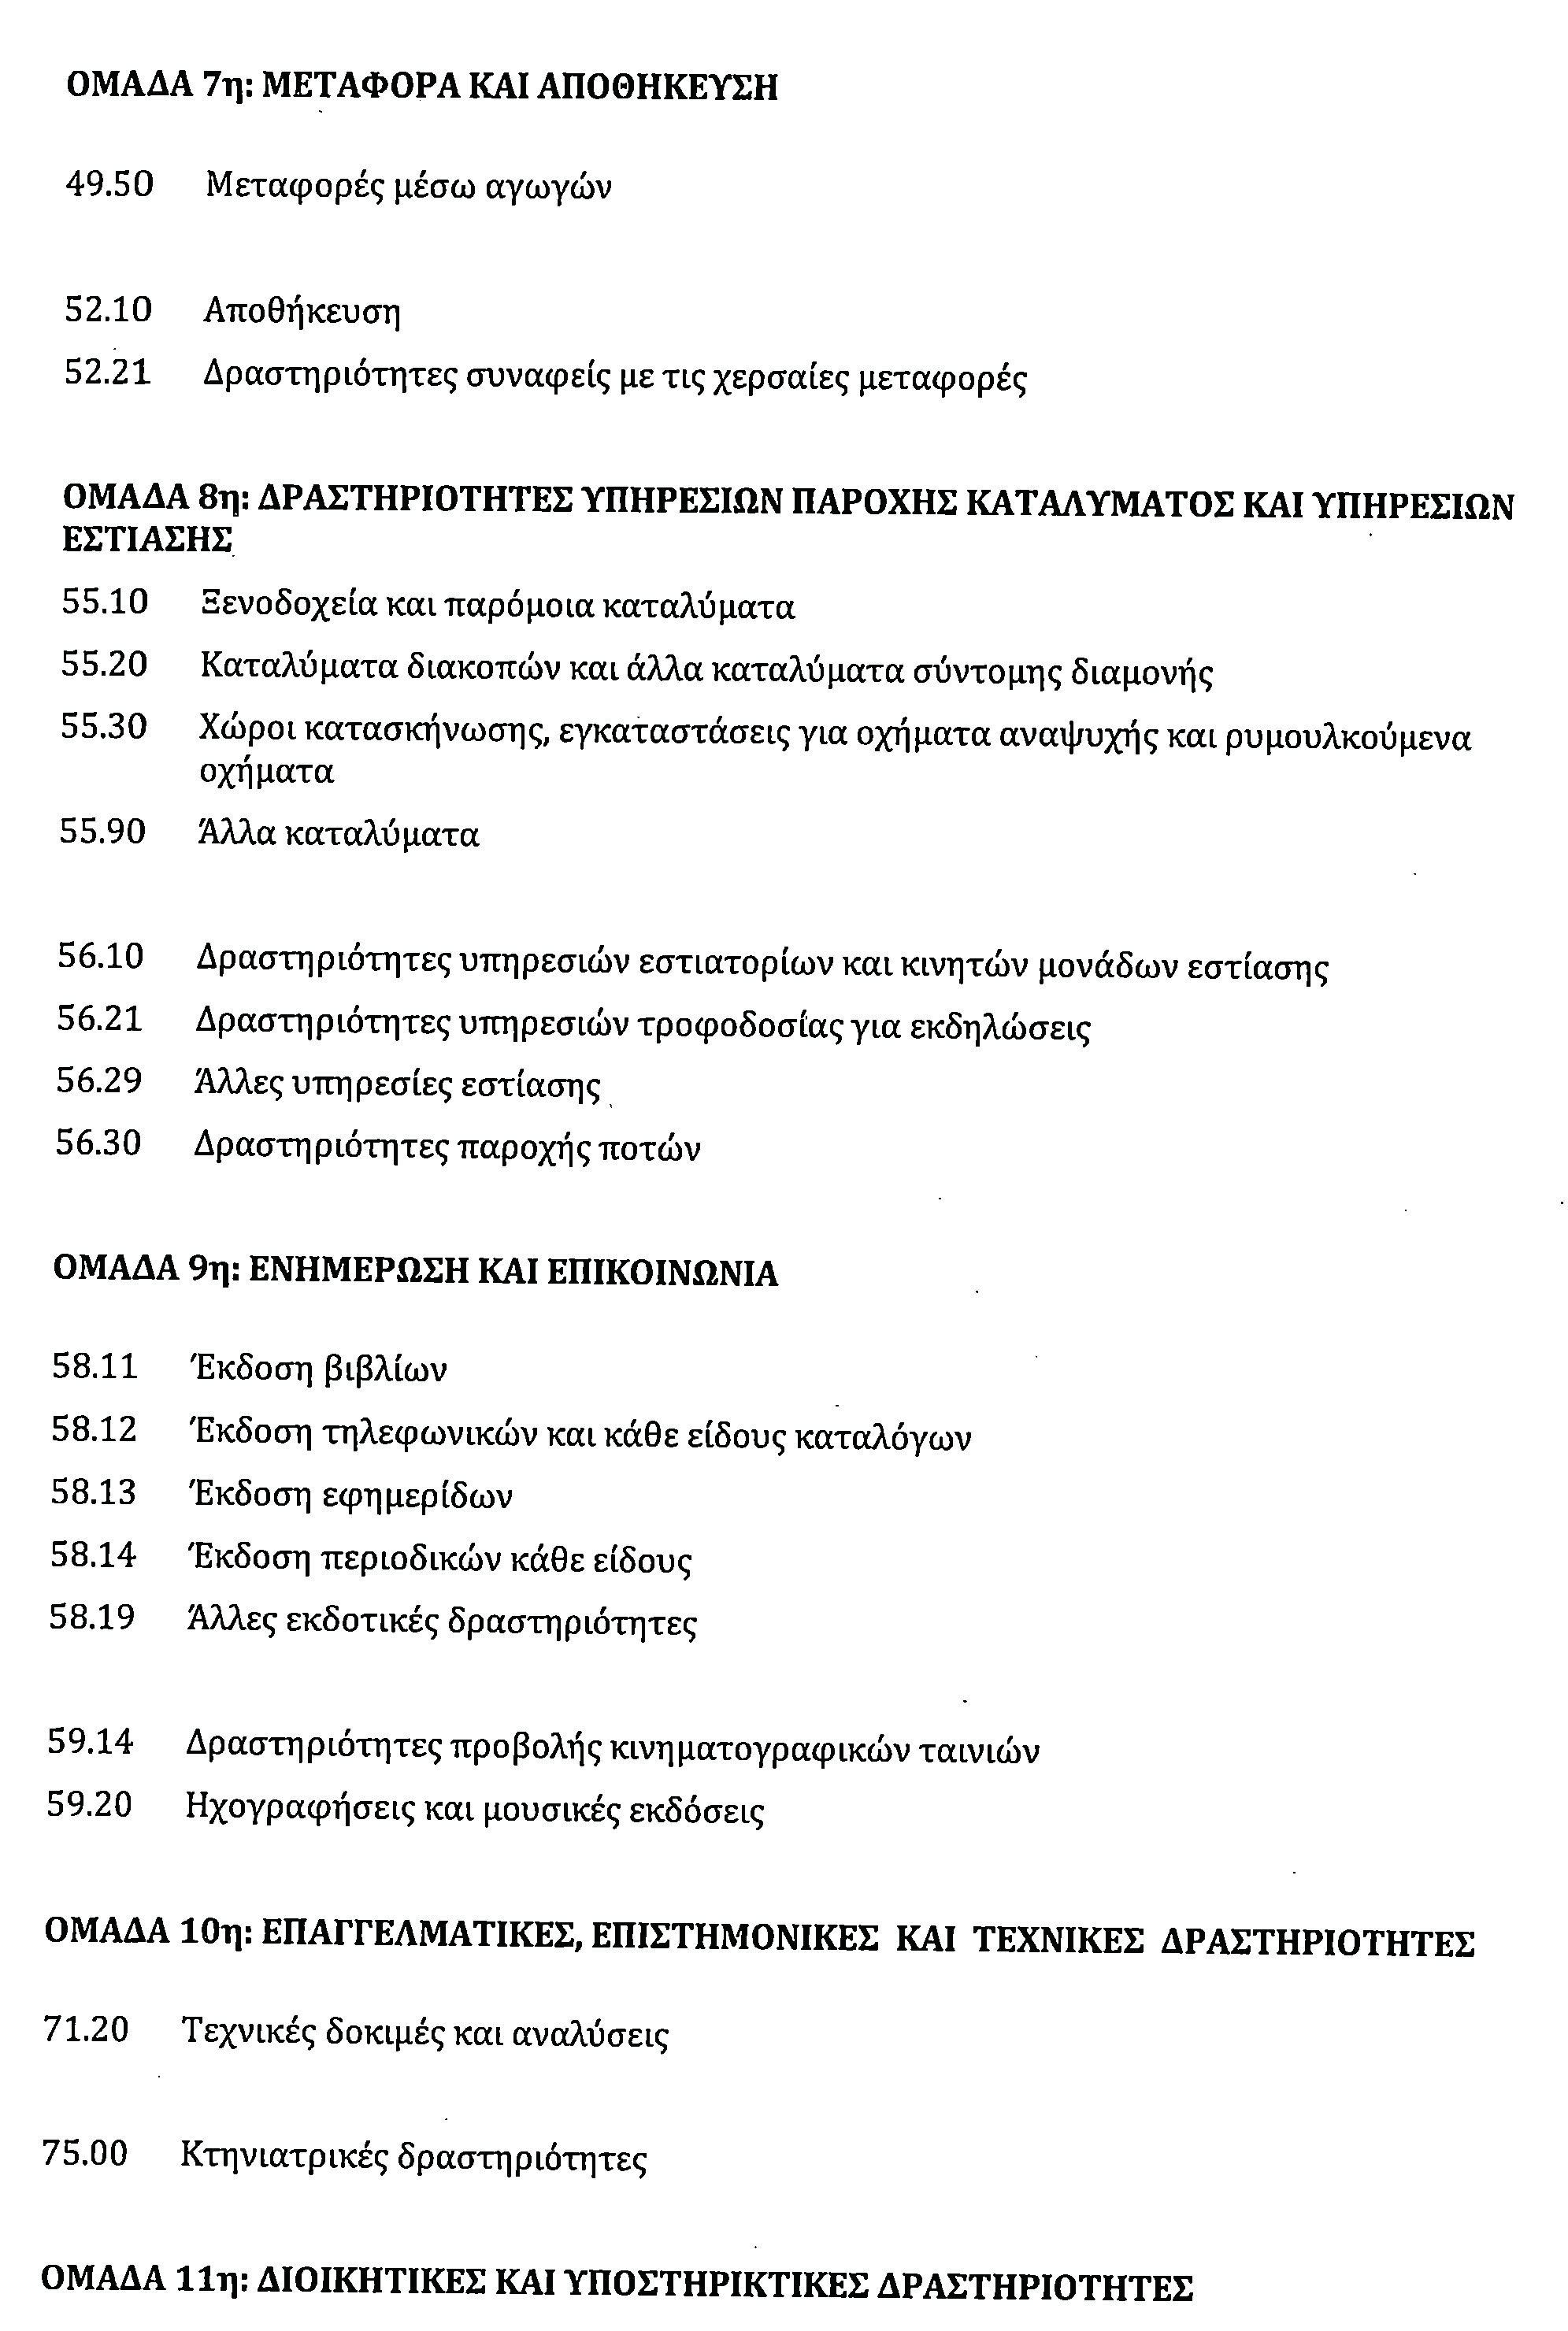 ΟΜΑΔΑ 7η: ΜΕΤΑΦΟΡΑ ΚΑΙ ΑΠΟΘΗΚΕΥΣΗ
49.50 Μεταφορές μέσω αγωγών
52.10 Αποθήκευση
52.21 Δραστηριότητες συναφείς με τις χερσαίες μεταφορές
ΟΜΑΔΑ 8η: ΔΡΑΣΤΗΡΙΟΤΗΤΕΣ ΥΠΗΡΕΣΙΩΝ ΠΑΡΟΧΗΣ ΚΑΤΑΛΥΜΑΤΟΣ ΚΑΙ ΥΠΗΡΕΣΙΩΝ
ΕΣΤΙΑΣΗΣ
55.10 Ξενοδοχεία και παρόμοια καταλύματα
55.20 Καταλύματα διακοπών και άλλα καταλύματα σύντομης διαμονής
55.30 Χώροι κατασκήνωσης, εγκαταστάσεις για οχήματα αναψυχής και ρυμουλκούμενα
οχήματα
55.90 Άλλα καταλύματα
56.10 Δραστηριότητες υπηρεσιών εστιατορίων και κινητών μονάδων εστίασης
56.21 Δραστηριότητες υπηρεσιών τροφοδοσίας για εκδηλώσεις
56.29 Άλλες υπηρεσίες εστίασης
56.30 Δραστηριότητες παροχής ποτών
ΟΜΑΔΑ 9η: ΕΝΗΜΕΡΩΣΗ ΚΑΙ ΕΠΙΚΟΙΝΩΝΙΑ
58.11 Έκδοση βιβλίων
58.12 Έκδοση τηλεφωνικών και κάθε είδους καταλόγων
58.13 Έκδοση εφημερίδων
58.14 Έκδοση περιοδικών κάθε είδους
58.19 Άλλες εκδοτικές δραστηριότητες
59.14 Δραστηριότητες προβολής κινηματογραφικών ταινιών
59.20 Ηχογραφήσεις και μουσικές εκδόσεις
ΟΜΑΔΑ 10η: ΕΠΑΓΓΕΛΜΑΤΙΚΕΣ, ΕΠΙΣΤΗΜΟΝΙΚΕΣ ΚΑΙ ΤΕΧΝΙΚΕΣ ΔΡΑΣΤΗΡΙΟΤΗΤΕΣ
71.20 Τεχνικές δοκιμές και αναλύσεις
75.00 Κτηνιατρικές δραστηριότητες
ΟΜΑΔΑ 11η: ΔΙΟΙΚΗΤΙΚΕΣ ΚΑΙ ΥΠΟΣΤΗΡΙΚΤΙΚΕΣ ΔΡΑΣΤΗΡΙΟΤΗΤΕΣ